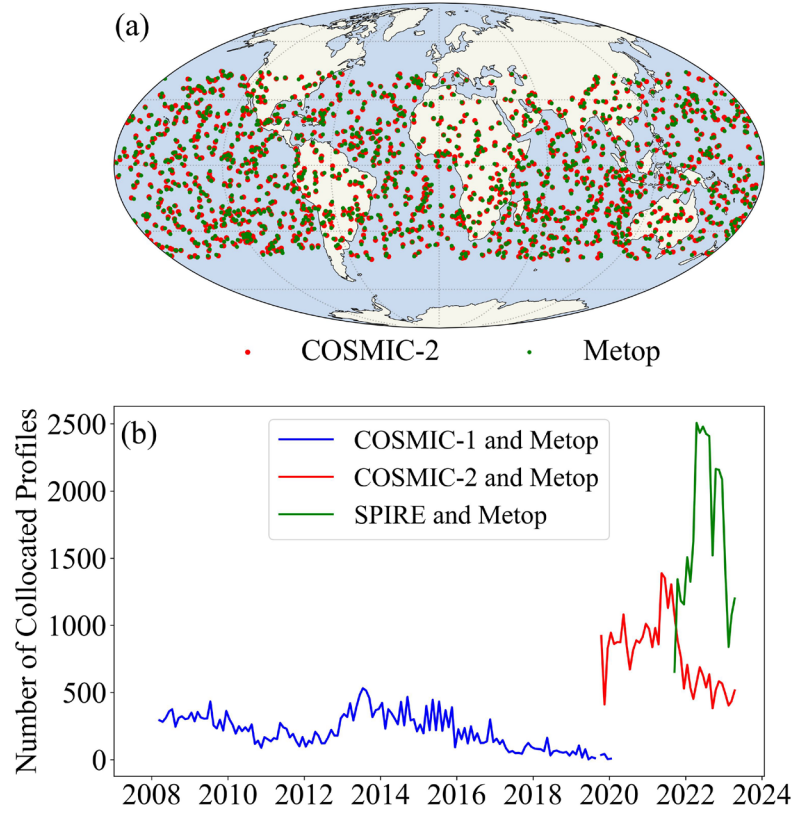 (a)
COSMIC-2 Metop
(b)
Number of Collocated Profiles
2500
2000
1500
1000
500
0
COSMIC-1 and Metop
COSMIC-2 and Metop
SPIRE and Metop
2008 2010 2012 2014 2016 2018 2020 2022 2024